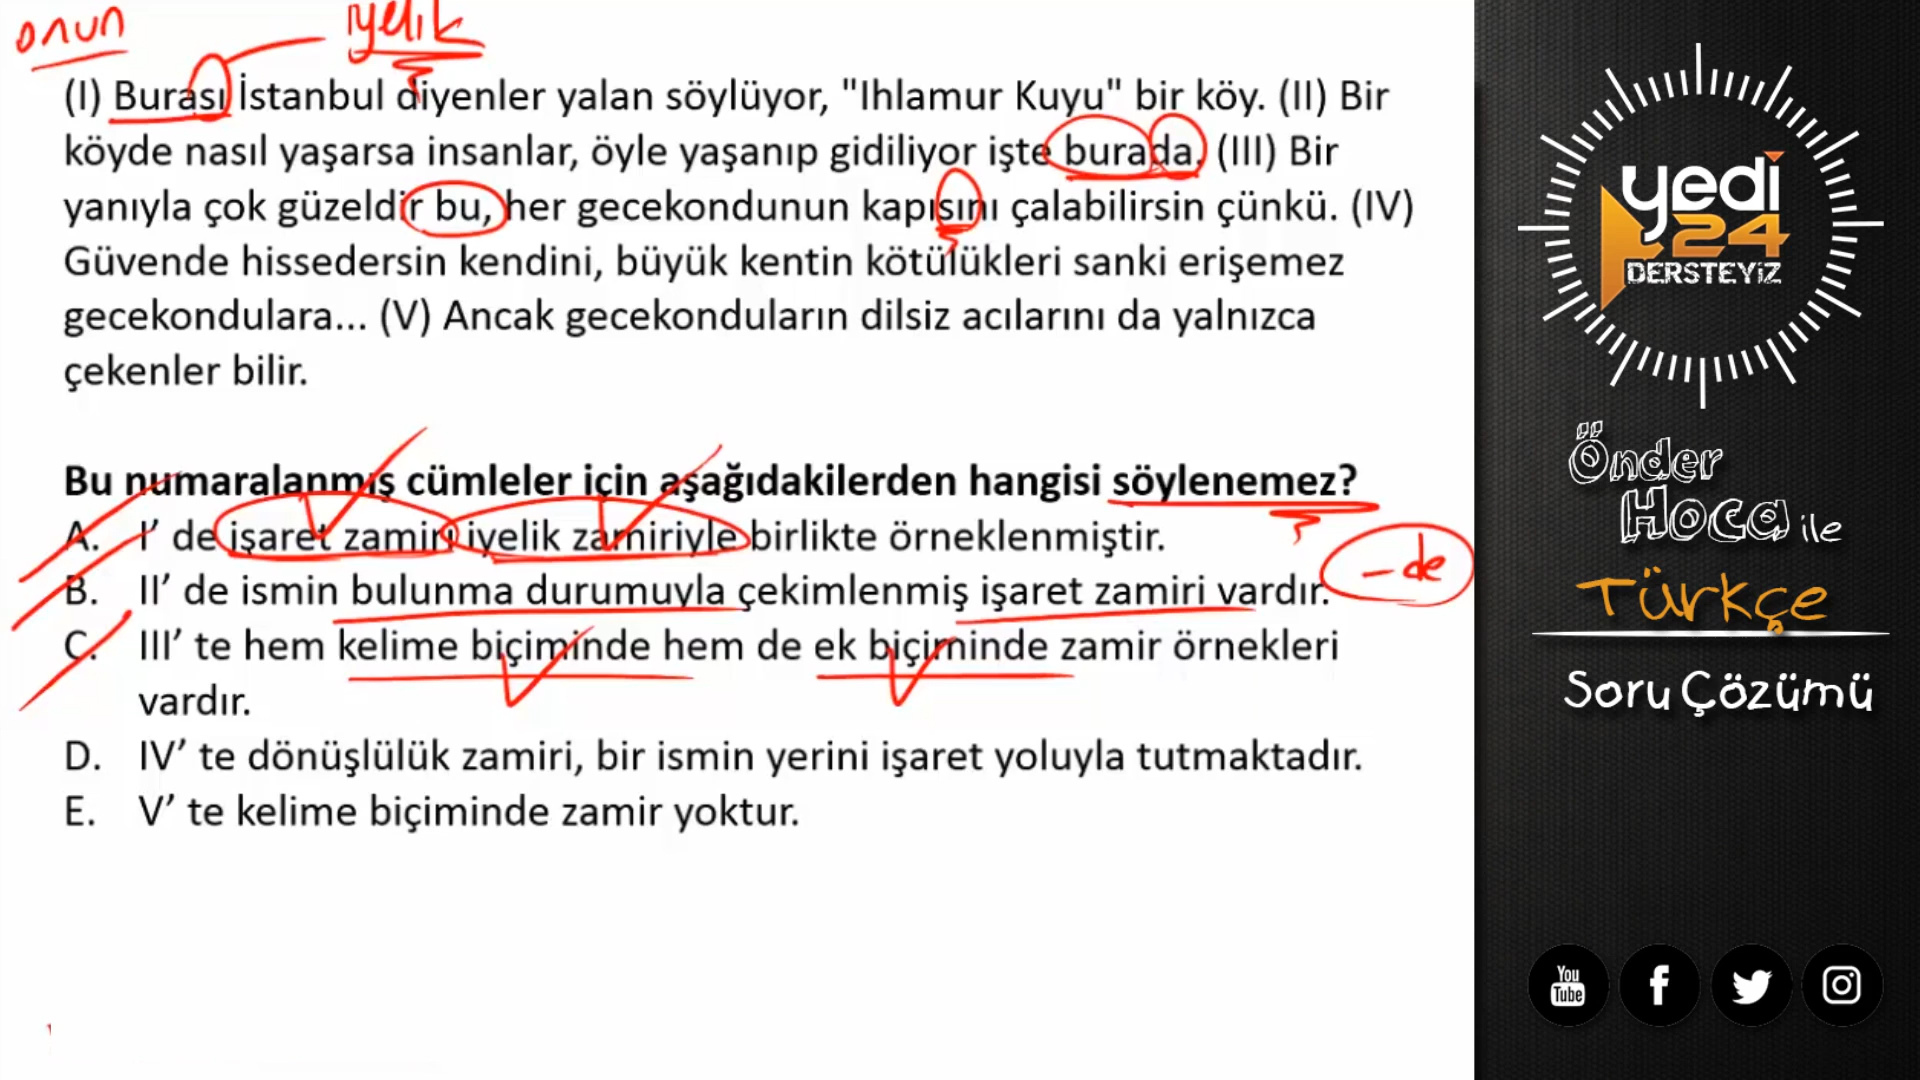 onun
iyelik
(I) Burası İstanbul diyenler yalan söylüyor, "Ihlamur Kuyu" bir köy. (II) Bir
köyde nasıl yaşarsa insanlar, öyle yaşanıp gidiliyor işte burada. (III) Bir
yanıyla çok güzeldir bu, her gecekondunun kapısını çalabilirsin çünkü. (IV)
Güvende hissedersin kendini, büyük kentin kötülükleri sanki erişemez
gecekondulara... (V) Ancak gecekonduların dilsiz acılarını da yalnızca
çekenler bilir.
Bu numaralanmış cümleler için aşağıdakilerden hangisi söylenemez?
A. I’ de işaret zamiri iyelik zamiriyle birlikte örneklenmiştir.
B. II’ de ismin bulunma durumuyla çekimlenmiş işaret zamiri vardır.
-de
C. III’ te hem kelime biçiminde hem de ek biçiminde zamir örnekleri
vardır.
D. IV’ te dönüşlülük zamiri, bir ismin yerini işaret yoluyla tutmaktadır.
E. V’ te kelime biçiminde zamir yoktur.
yedi
24
DERSTEYİZ
Önder
Hoca ile
Türkçe
Soru Çözümü
You
Tube